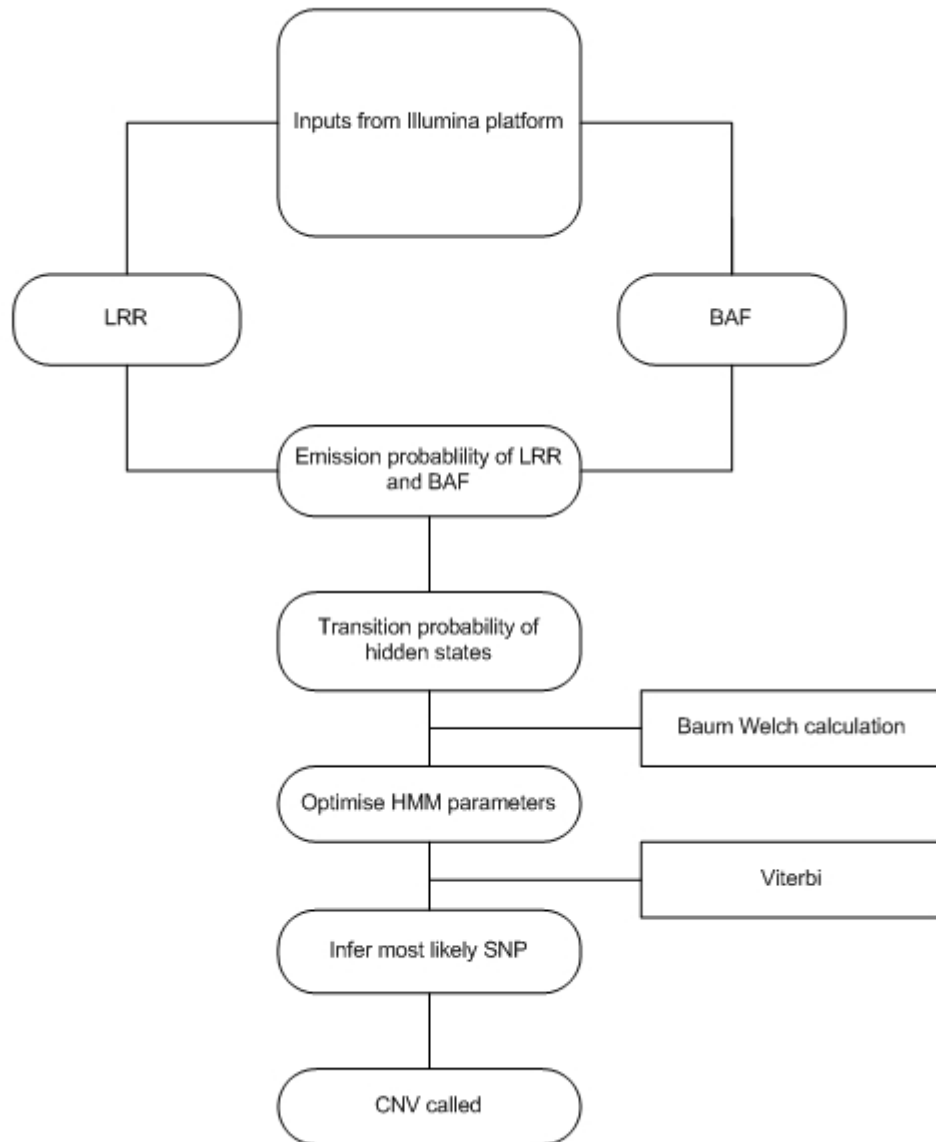 Inputs from Illumina platform
LRR
BAF
Emission probablility of LRR
and BAF
Transition probability of
hidden states
Baum Welch calculation
Optimise HMM parameters
Viterbi
Infer most likely SNP
CNV called